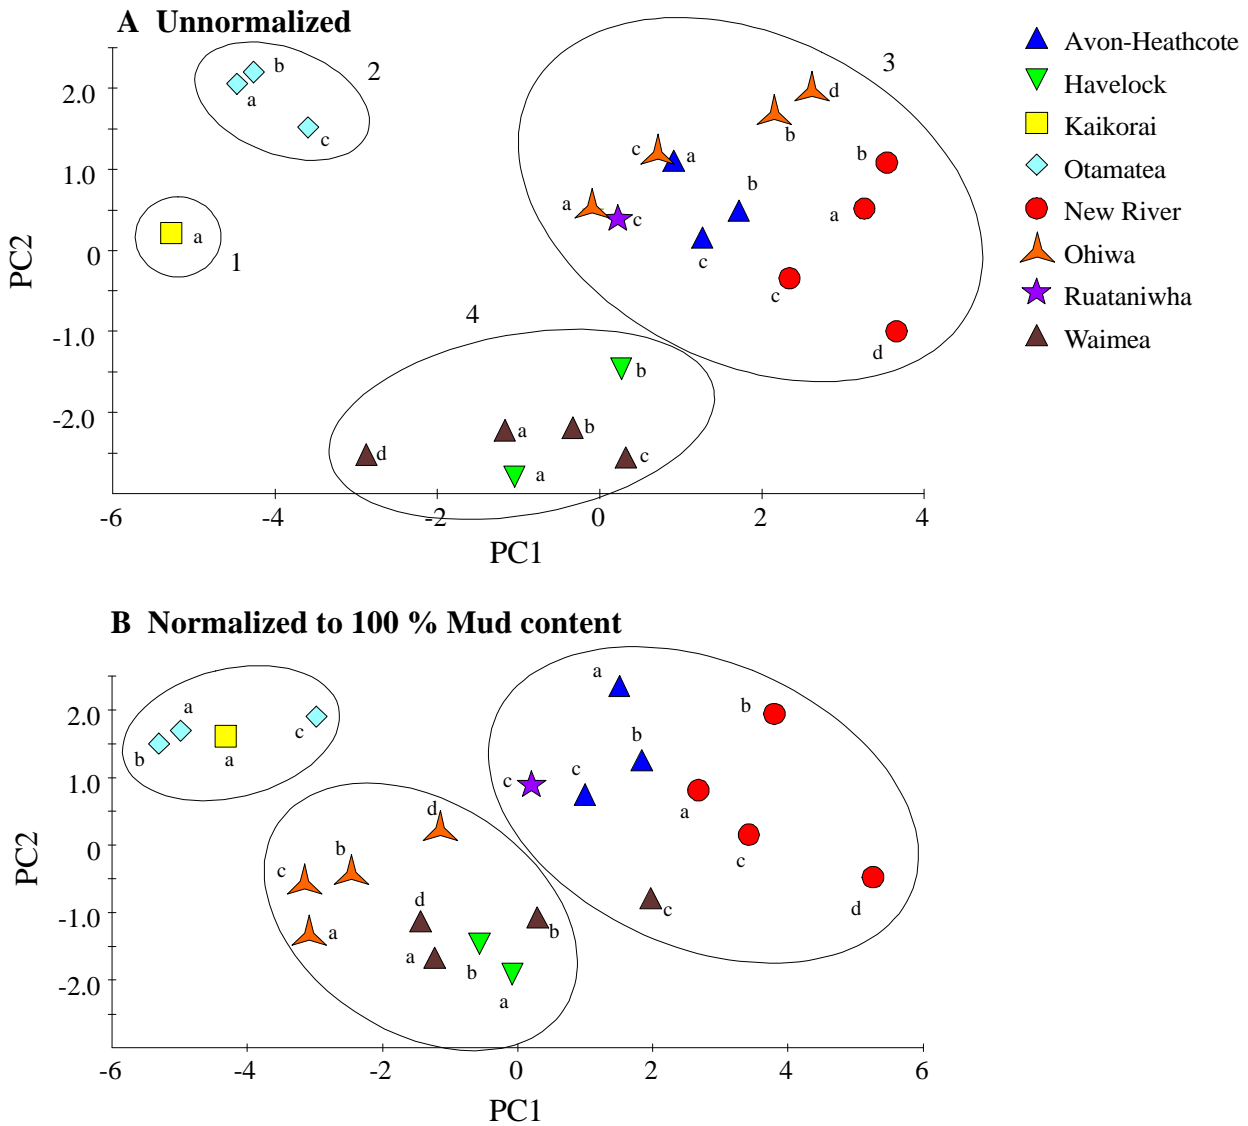 A Unnormalized
Avon-Heathcote
Havelock
Kaikorai
Otamatea
New River
Ohiwa
Ruataniwha
Waimea
PC2
2.0
1.0
0
-1.0
-2.0
b
a
c
2
a
1
3
d
b
c
a
b
b
a
a
c
c
c
d
4
b
a
b
d
c
a
-6
-4
-2
0
2
4
PC1
B Normalized to 100 % Mud content
PC2
2.0
1.0
0
-1.0
-2.0
a
b
c
a
a
b
b
c
c
a
c
d
d
b
c
a
d
c
b
a
b
a
-6
-4
-2
0
2
4
6
PC1